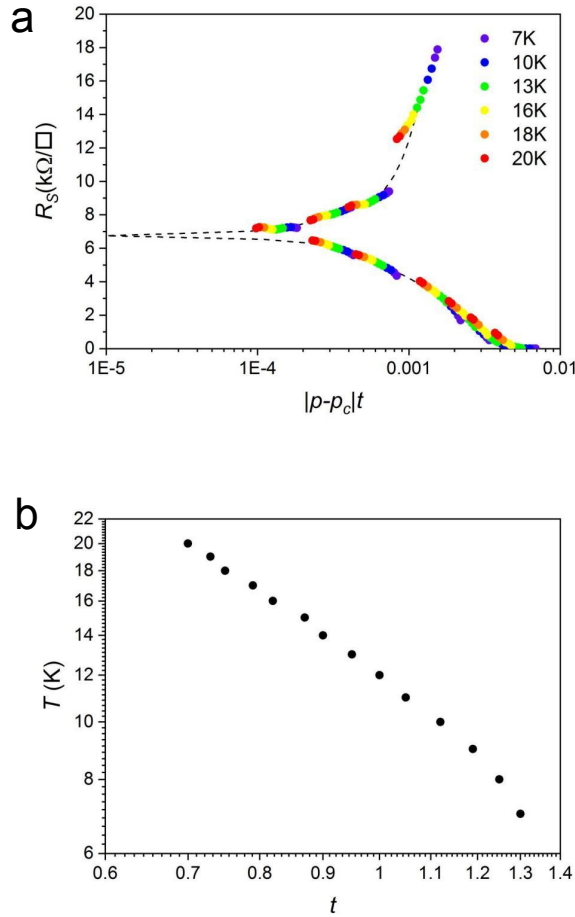 a
20
18
16
14
12
10
8
6
4
2
0
R_S(kΩ/□)
7K
10K
13K
16K
18K
20K
1E-5
1E-4
0.001
0.01
|p-p_c|t
b
22
20
18
16
14
12
10
8
6
T (K)
0.6
0.7
0.8
0.9
1
1.1
1.2
1.3
1.4
t